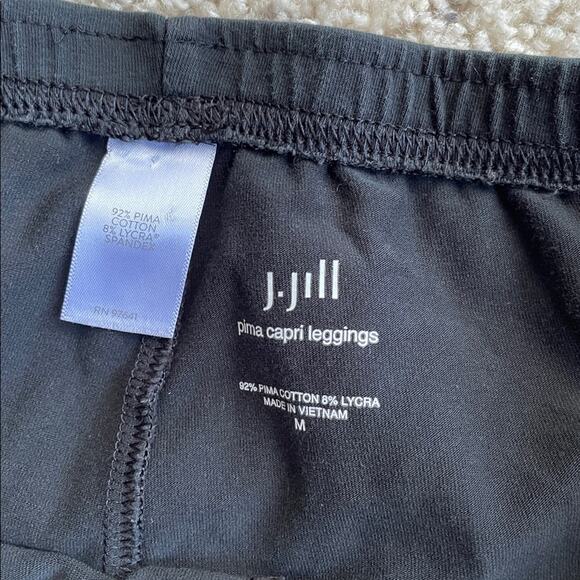 92% PIMA
COTTON
8% LYCRA®
SPANDEX
RN 97641
J.Jill
pima capri leggings
92% PIMA COTTON 8% LYCRA
MADE IN VIETNAM
M